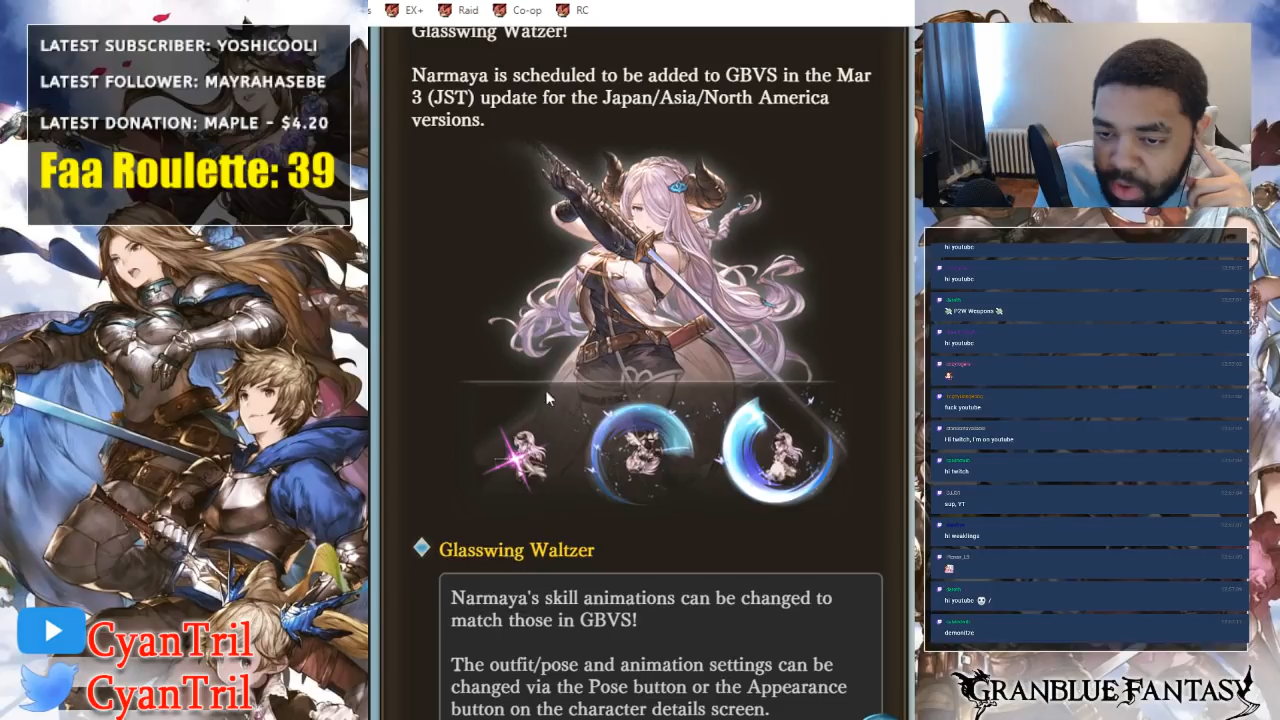 EX+
Raid
Co-op
RC
LATEST SUBSCRIBER: YOSHICOOLI
LATEST FOLLOWER: MAYRAHASEBE
LATEST DONATION: MAPLE - $4.20
Faa Roulette: 39
Glasswing Watzer!
Narmaya is scheduled to be added to GBVS in the Mar
3 (JST) update for the Japan/Asia/North America
versions.
Glasswing Waltzer
Narmaya's skill animations can be changed to
match those in GBVS!
The outfit/pose and animation settings can be
changed via the Pose button or the Appearance
button on the character details screen.
hi youtube
hi youtube
P2W Weapons
hi youtube
fuck youtube
Hi twitch, I'm on youtube
hi twitch
sup, YT
hi weaklings
hi youtube /
CyanTril
CyanTril
GRANBLUE FANTASY